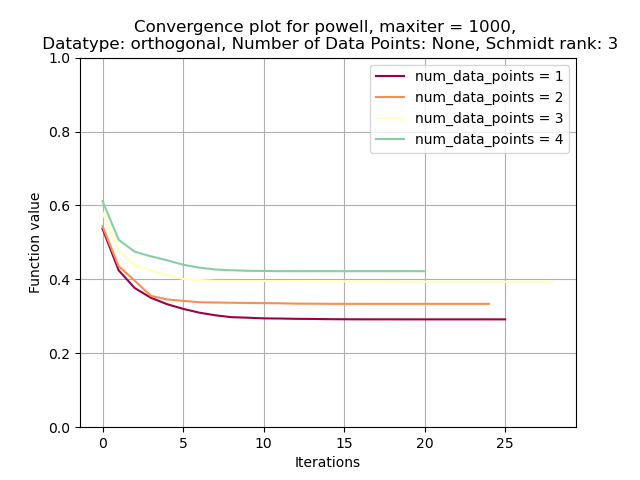 Convergence plot for powell, maxiter = 1000,
Datatype: orthogonal, Number of Data Points: None, Schmidt rank: 3
1.0
0.8
0.6
0.4
0.2
0.0
Function value
num_data_points = 1
num_data_points = 2
num_data_points = 3
num_data_points = 4
0 5 10 15 20 25
Iterations